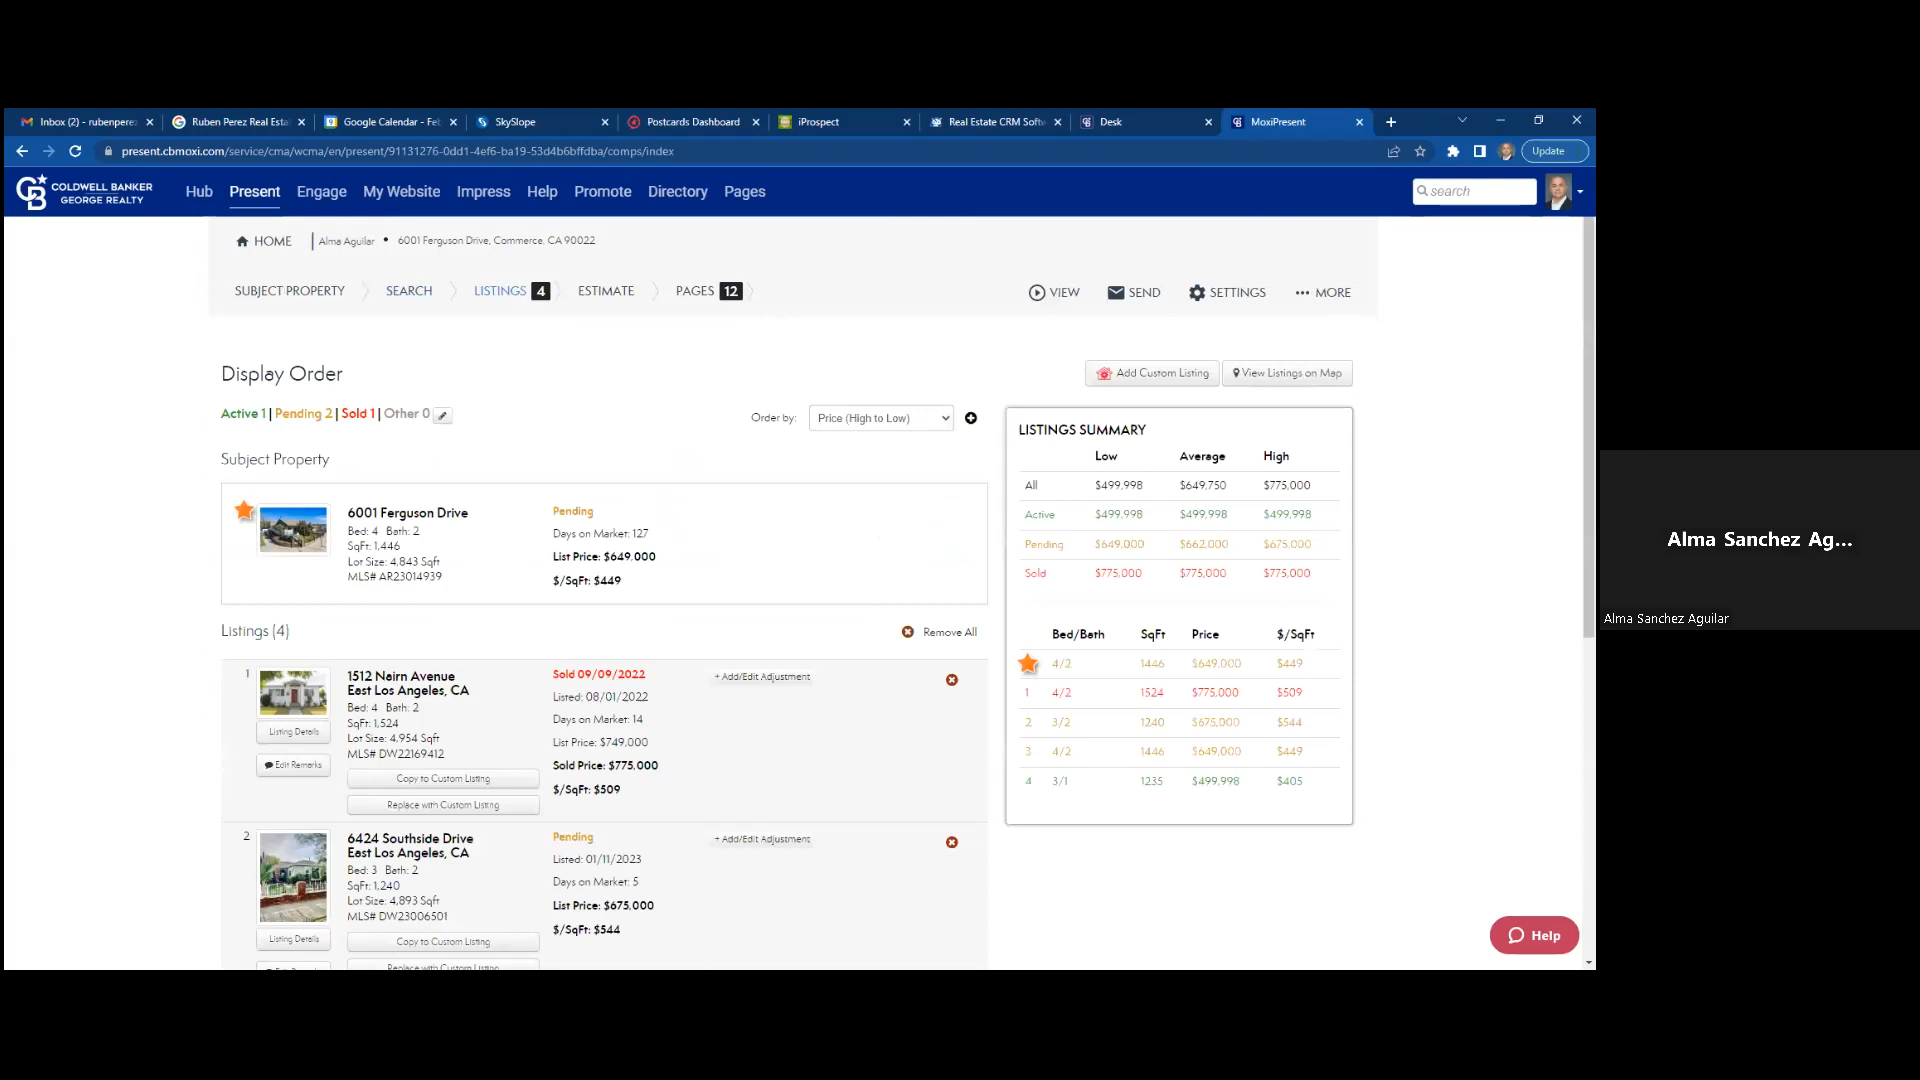 Inbox (2) - rubenperez
Ruben Perez Real Esta
Google Calendar - Feb
SkySlope
Postcards Dashboard
iProspect
Real Estate CRM Softw
Desk
MoxiPresent
present.cbmoxi.com/service/cma/wcma/en/present/91131276-0dd1-4ef6-ba19-53d4b6bffdba/comps/index
Update
COLDWELL BANKER
GEORGE REALTY
Hub Present Engage My Website Impress Help Promote Directory Pages
search
HOME Alma Aguilar • 6001 Ferguson Drive, Commerce, CA 90022
SUBJECT PROPERTY SEARCH LISTINGS 4 ESTIMATE PAGES 12
VIEW SEND SETTINGS ••• MORE
Display Order
Add Custom Listing
View Listings on Map
Active 1 | Pending 2 | Sold 1 | Other 0
Order by: Price (High to Low)
Subject Property
6001 Ferguson Drive
Bed: 4 Bath: 2
SqFt: 1,446
Lot Size: 4,843 Sqft
MLS# AR23014939
Pending
Days on Market: 127
List Price: $649,000
$/SqFt: $449
Listings (4)
Remove All
1
1512 Nairn Avenue
East Los Angeles, CA
Bed: 4 Bath: 2
SqFt: 1,524
Lot Size: 4,954 Sqft
MLS# DW22169412
Listing Details
Edit Remarks
Copy to Custom Listing
Replace with Custom Listing
Sold 09/09/2022
Listed: 08/01/2022
Days on Market: 14
List Price: $749,000
Sold Price: $775,000
$/SqFt: $509
+ Add/Edit Adjustment
2
6424 Southside Drive
East Los Angeles, CA
Bed: 3 Bath: 2
SqFt: 1,240
Lot Size: 4,893 Sqft
MLS# DW23006501
Listing Details
Copy to Custom Listing
Replace with Custom Listing
Pending
Listed: 01/11/2023
Days on Market: 5
List Price: $675,000
$/SqFt: $544
+ Add/Edit Adjustment
LISTINGS SUMMARY
Low Average High
All $499,998 $649,750 $775,000
Active $499,998 $499,998 $499,998
Pending $649,000 $662,000 $675,000
Sold $775,000 $775,000 $775,000
Bed/Bath SqFt Price $/SqFt
4/2 1446 $649,000 $449
1 4/2 1524 $775,000 $509
2 3/2 1240 $675,000 $544
3 4/2 1446 $649,000 $449
4 3/1 1235 $499,998 $405
Help
Alma Sanchez Ag...
Alma Sanchez Aguilar